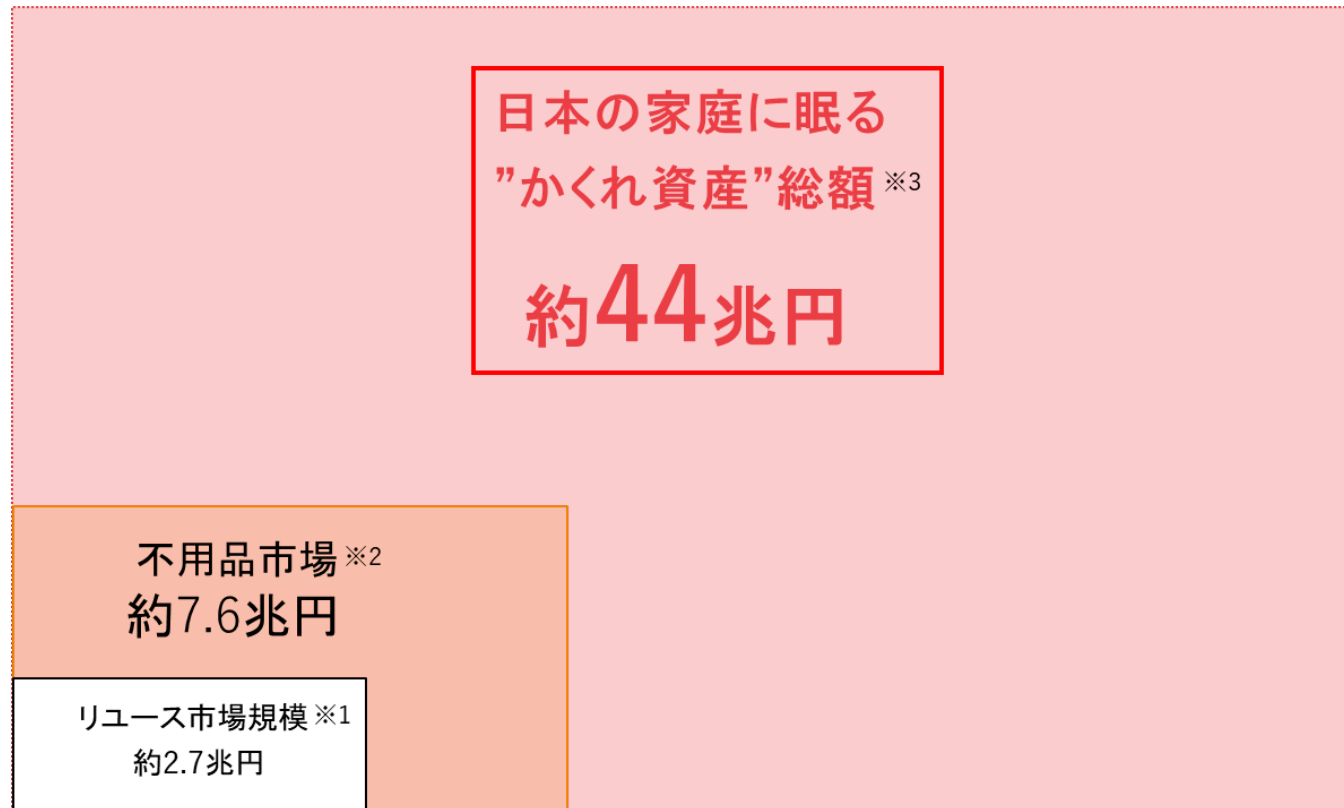 日本の家庭に眠る
”かくれ資産”総額※3
約44兆円
不用品市場※2
約7.6兆円
リユース市場規模※1
約2.7兆円